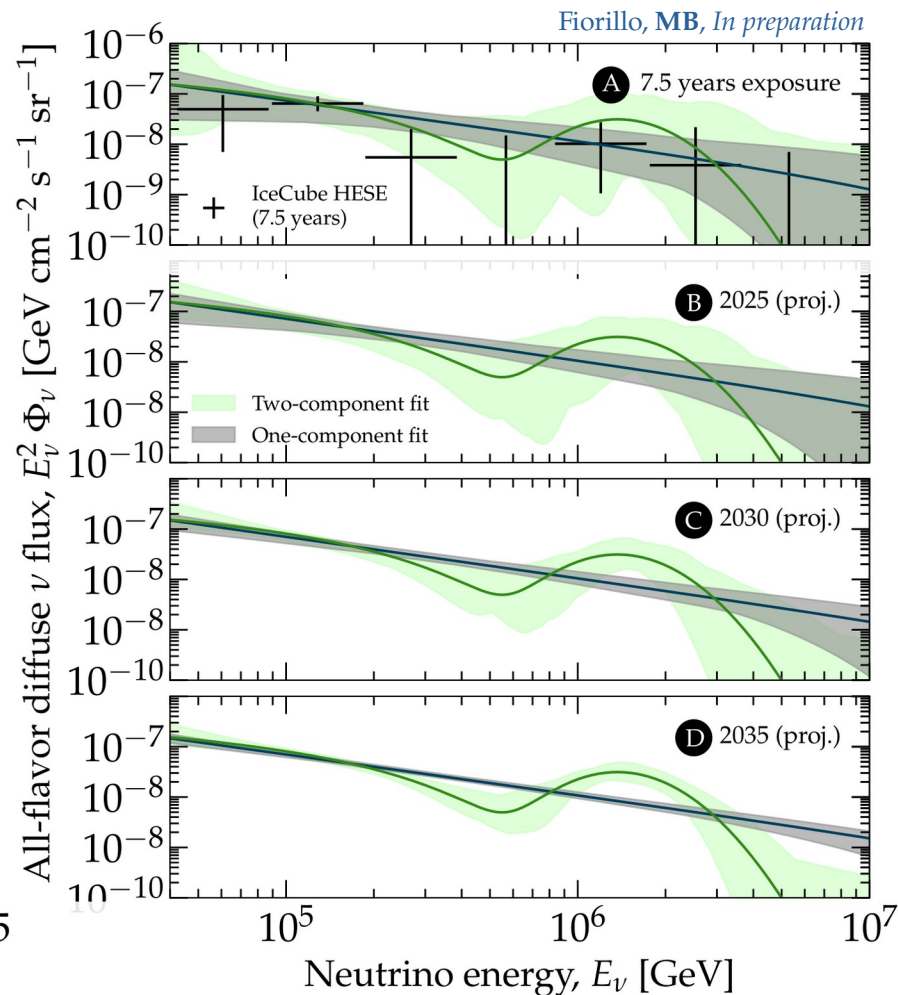 Fiorillo, MB, In preparation
All-flavor diffuse ν flux, E_ν² Φ_ν [GeV cm⁻² s⁻¹ sr⁻¹]
10⁻⁶
10⁻⁷
10⁻⁸
10⁻⁹
10⁻¹⁰
A 7.5 years exposure
IceCube HESE
(7.5 years)
10⁻⁷
10⁻⁸
10⁻⁸
10⁻¹⁰
B 2025 (proj.)
Two-component fit
One-component fit
10⁻⁷
10⁻⁸
10⁻⁸
10⁻¹⁰
C 2030 (proj.)
10⁻⁷
10⁻⁸
10⁻⁸
10⁻¹⁰
D 2035 (proj.)
10
5
10⁵
10⁶
10⁷
Neutrino energy, E_ν [GeV]